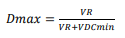 Dmax = VR / VR+VDCmin